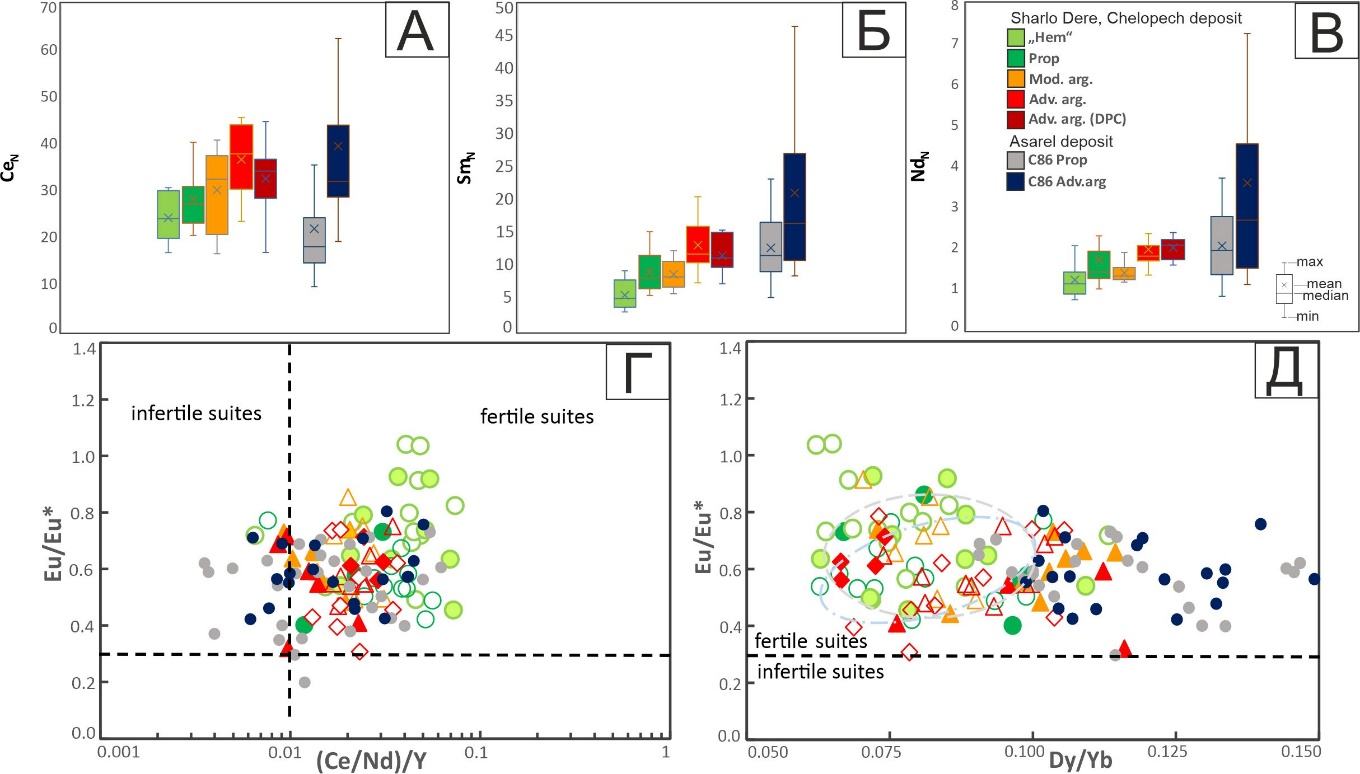 70
60
50
40
30
20
10
0
Ce_N
А
50
45
40
35
30
25
20
15
10
5
0
Sm_N
Б
8
7
6
5
4
3
2
1
0
Nd_N
В
Sharlo Dere, Chelopech deposit
„Hem“
Prop
Mod. arg.
Adv. arg.
Adv. arg. (DPC)
Asarel deposit
C86 Prop
C86 Adv.arg
max
mean
median
min
1.4
1.2
1.0
0.8
0.6
0.4
0.2
0.0
Eu/Eu*
Г
infertile suites
fertile suites
0.001 0.01 0.1 1
(Ce/Nd)/Y
1.4
1.2
1.0
0.8
0.6
0.4
0.2
0.0
Eu/Eu*
Д
fertile suites
infertile suites
0.050 0.075 0.100 0.125 0.150
Dy/Yb